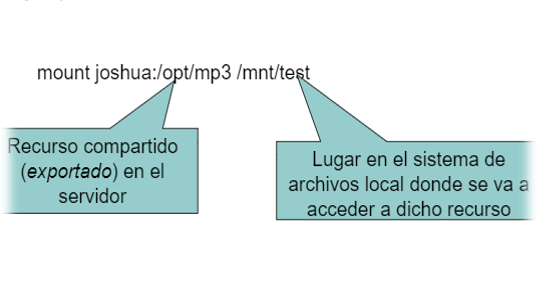 mount joshua:/opt/mp3 /mnt/test
Recurso compartido
(exportado) en el
servidor
Lugar en el sistema de
archivos local donde se va a
acceder a dicho recurso